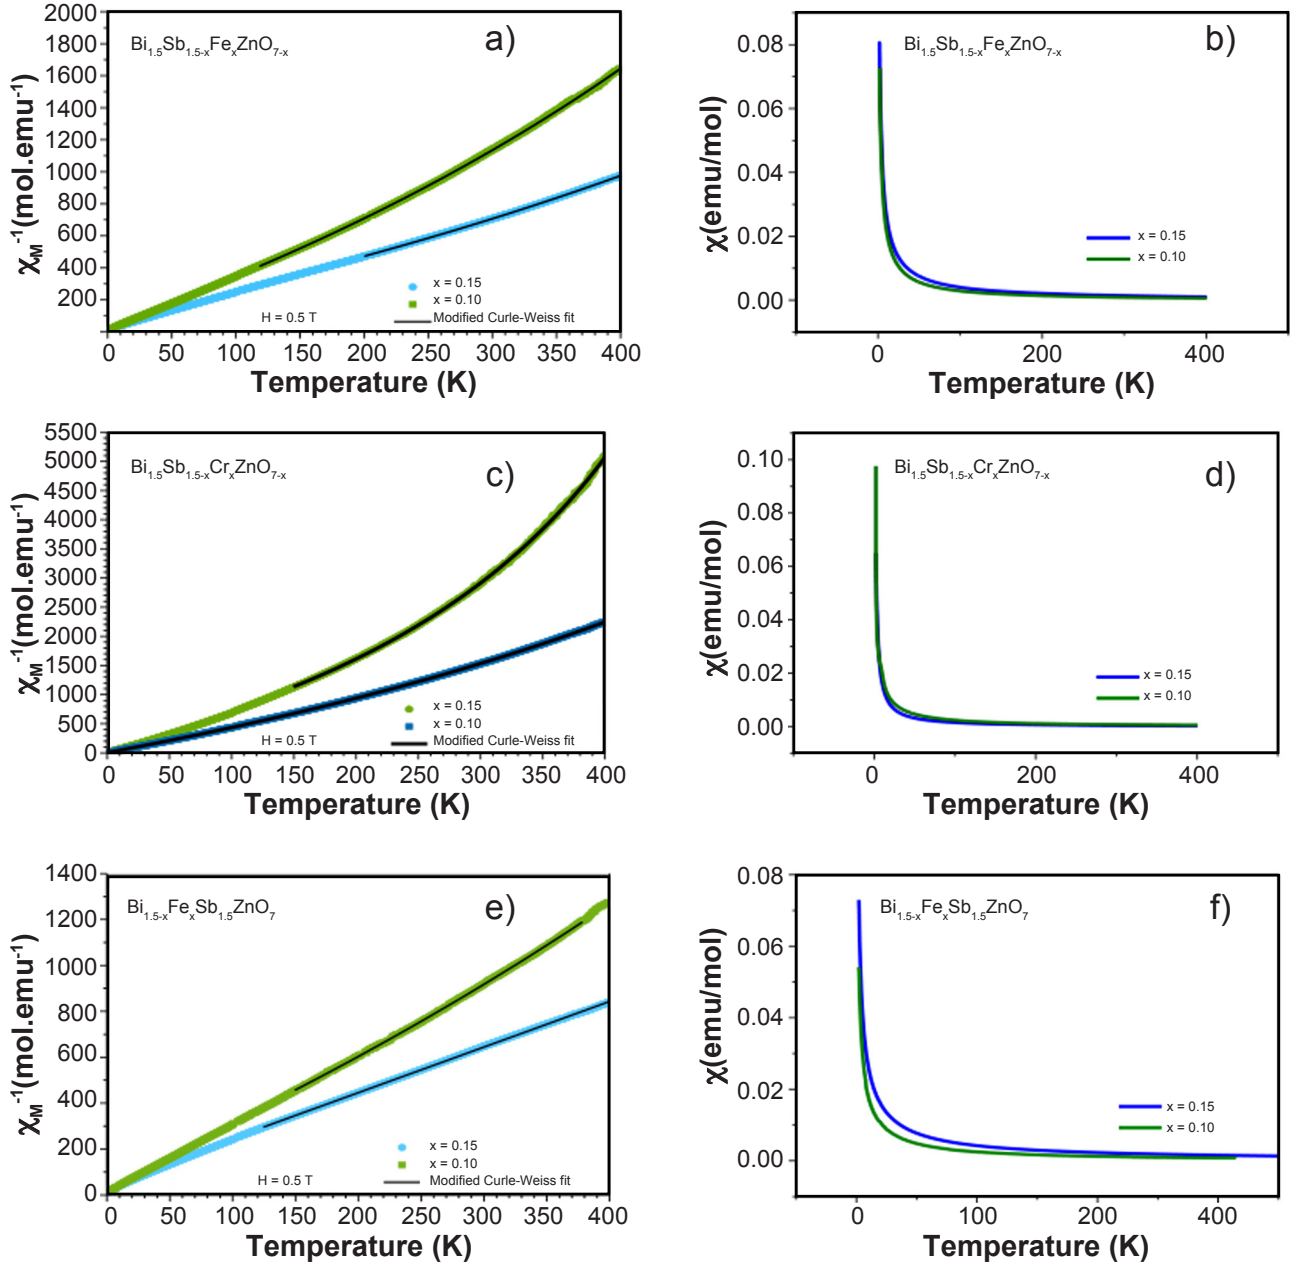 2000
1800
1600
1400
1200
1000
800
600
400
200
χM-1(mol.emu-1)
Bi1.5Sb1.5-xFexZnO7-x
a)
x = 0.15
x = 0.10
H = 0.5 T
Modified Curle-Weiss fit
0 50 100 150 200 250 300 350 400
Temperature (K)
0.08
0.06
0.04
0.02
0.00
χ(emu/mol)
Bi1.5Sb1.5-xFexZnO7-x
b)
x = 0.15
x = 0.10
0 200 400
Temperature (K)
5500
5000
4500
4000
3500
3000
2500
2000
1500
1000
500
0
χM-1(mol.emu-1)
Bi1.5Sb1.5-xCrxZnO7-x
c)
x = 0.15
x = 0.10
H = 0.5 T
Modified Curle-Weiss fit
0 50 100 150 200 250 300 350 400
Temperature (K)
0.10
0.08
0.06
0.04
0.02
0.00
χ(emu/mol)
Bi1.5Sb1.5-xCrxZnO7-x
d)
x = 0.15
x = 0.10
0 200 400
Temperature (K)
1400
1200
1000
800
600
400
200
0
χM-1(mol.emu-1)
Bi1.5-xFexSb1.5ZnO7
e)
x = 0.15
x = 0.10
H = 0.5 T
Modified Curle-Weiss fit
0 50 100 150 200 250 300 350 400
Temperature (K)
0.08
0.06
0.04
0.02
0.00
χ(emu/mol)
Bi1.5-xFexSb1.5ZnO7
f)
x = 0.15
x = 0.10
0 100 200 400
Temperature (K)